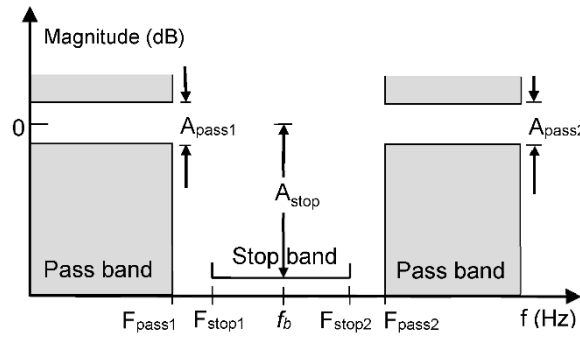 Magnitude (dB)
0
Apass1
Apass2
Astop
Stop band
Pass band
Pass band
Fpass1 Fstop1 fb Fstop2 Fpass2 f (Hz)